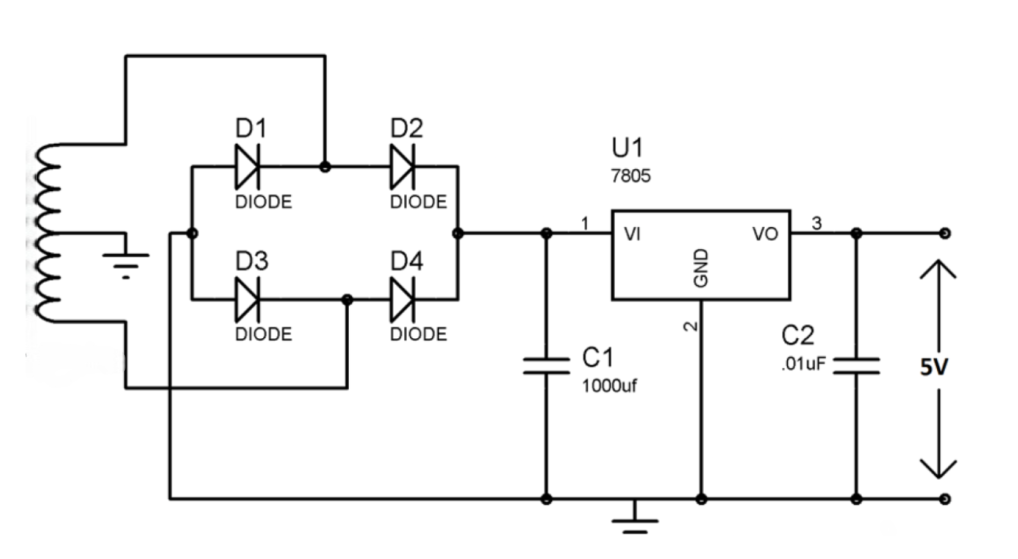 D1
DIODE
D2
DIODE
U1
7805
1
VI
VO
3
GND
2
D3
DIODE
D4
DIODE
C1
1000uf
C2
.01uF
5V